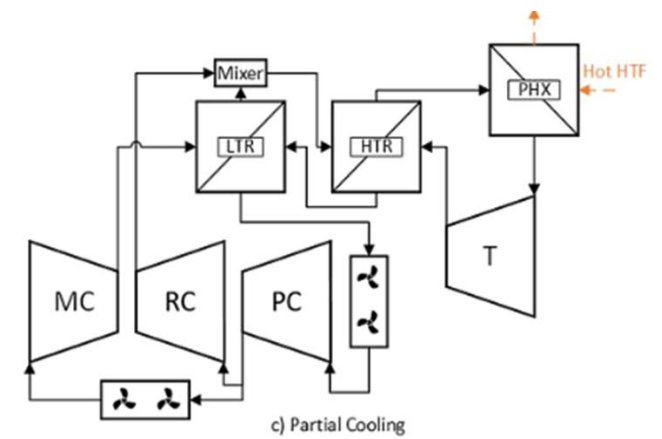 Hot HTF
PHX
Mixer
LTR
HTR
T
MC
RC
PC
c) Partial Cooling